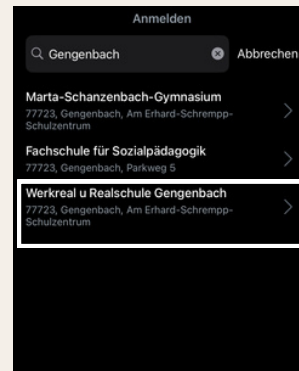 Anmelden
Gengenbach
Abbrechen
Marta-Schanzenbach-Gymnasium
77723, Gengenbach, Am Erhard-Schrempp-
Schulzentrum
Fachschule für Sozialpädagogik
77723, Gengenbach, Parkweg 5
Werkreal u Realschule Gengenbach
77723, Gengenbach, Am Erhard-Schrempp-
Schulzentrum